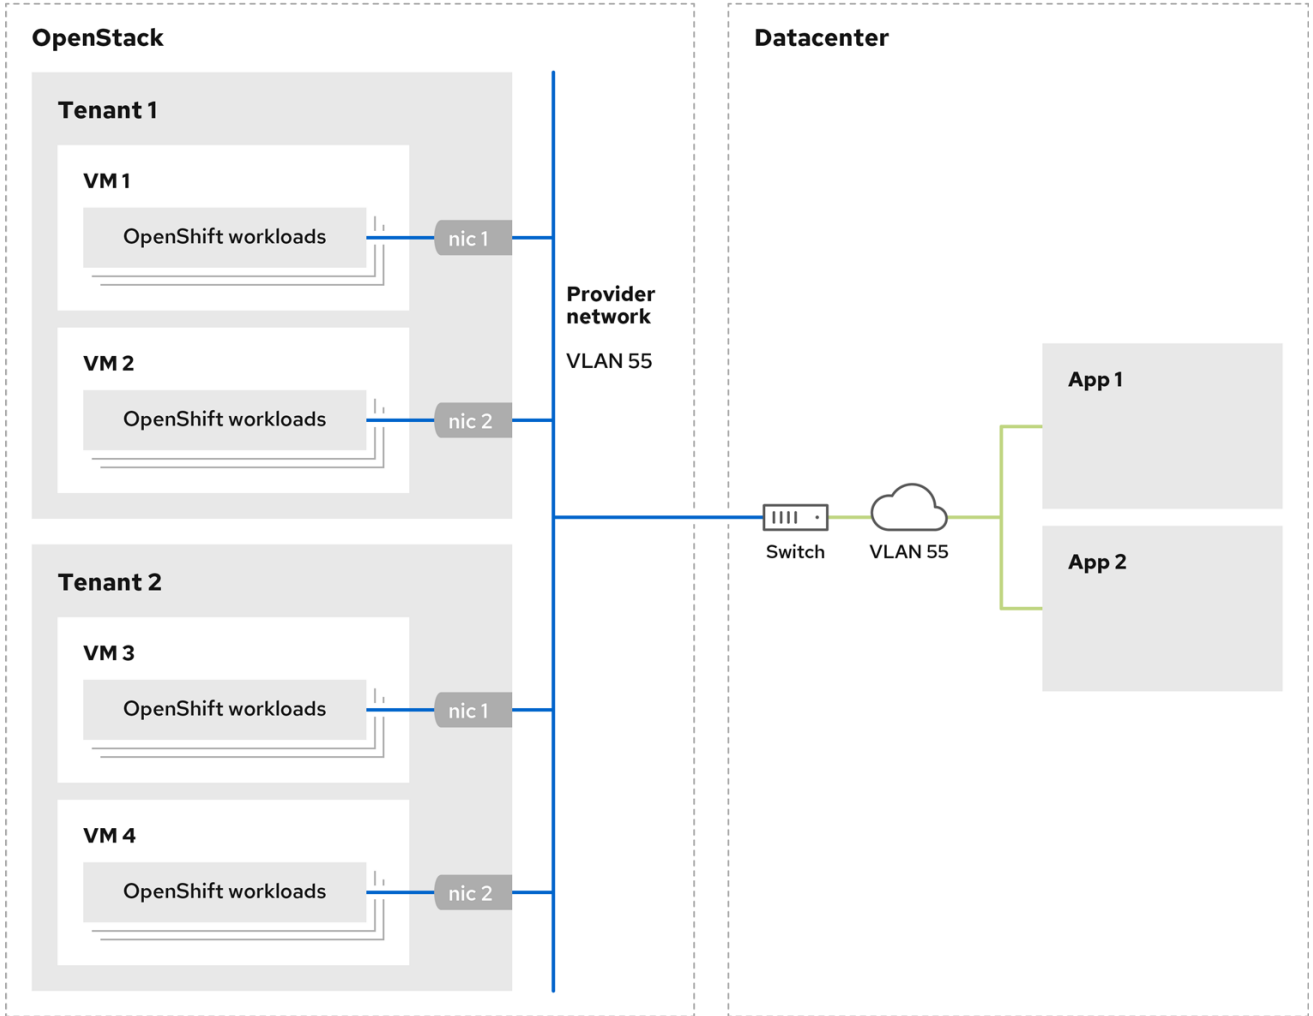 OpenStack
Tenant 1
VM 1
OpenShift workloads
nic 1
VM 2
OpenShift workloads
nic 2
Provider
network
VLAN 55
Tenant 2
VM 3
OpenShift workloads
nic 1
VM 4
OpenShift workloads
nic 2
Datacenter
Switch
VLAN 55
App 1
App 2